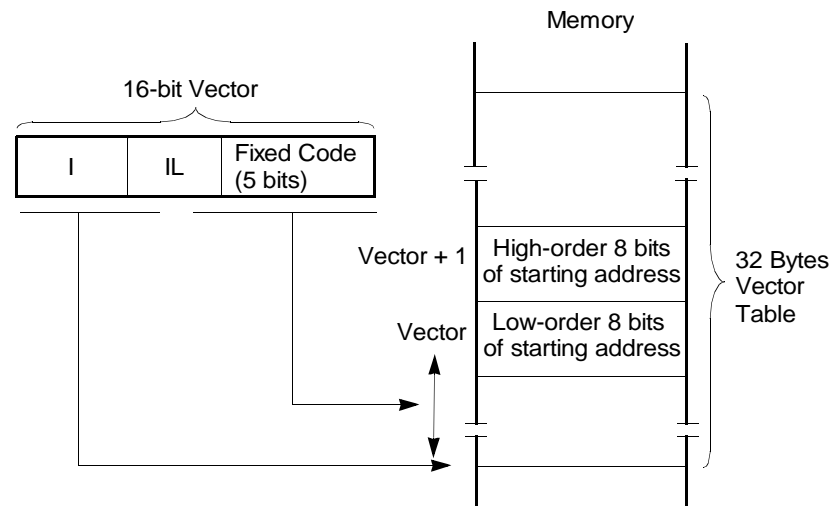 Memory
16-bit Vector
I
IL
Fixed Code
(5 bits)
Vector + 1
High-order 8 bits
of starting address
Vector
Low-order 8 bits
of starting address
32 Bytes
Vector
Table